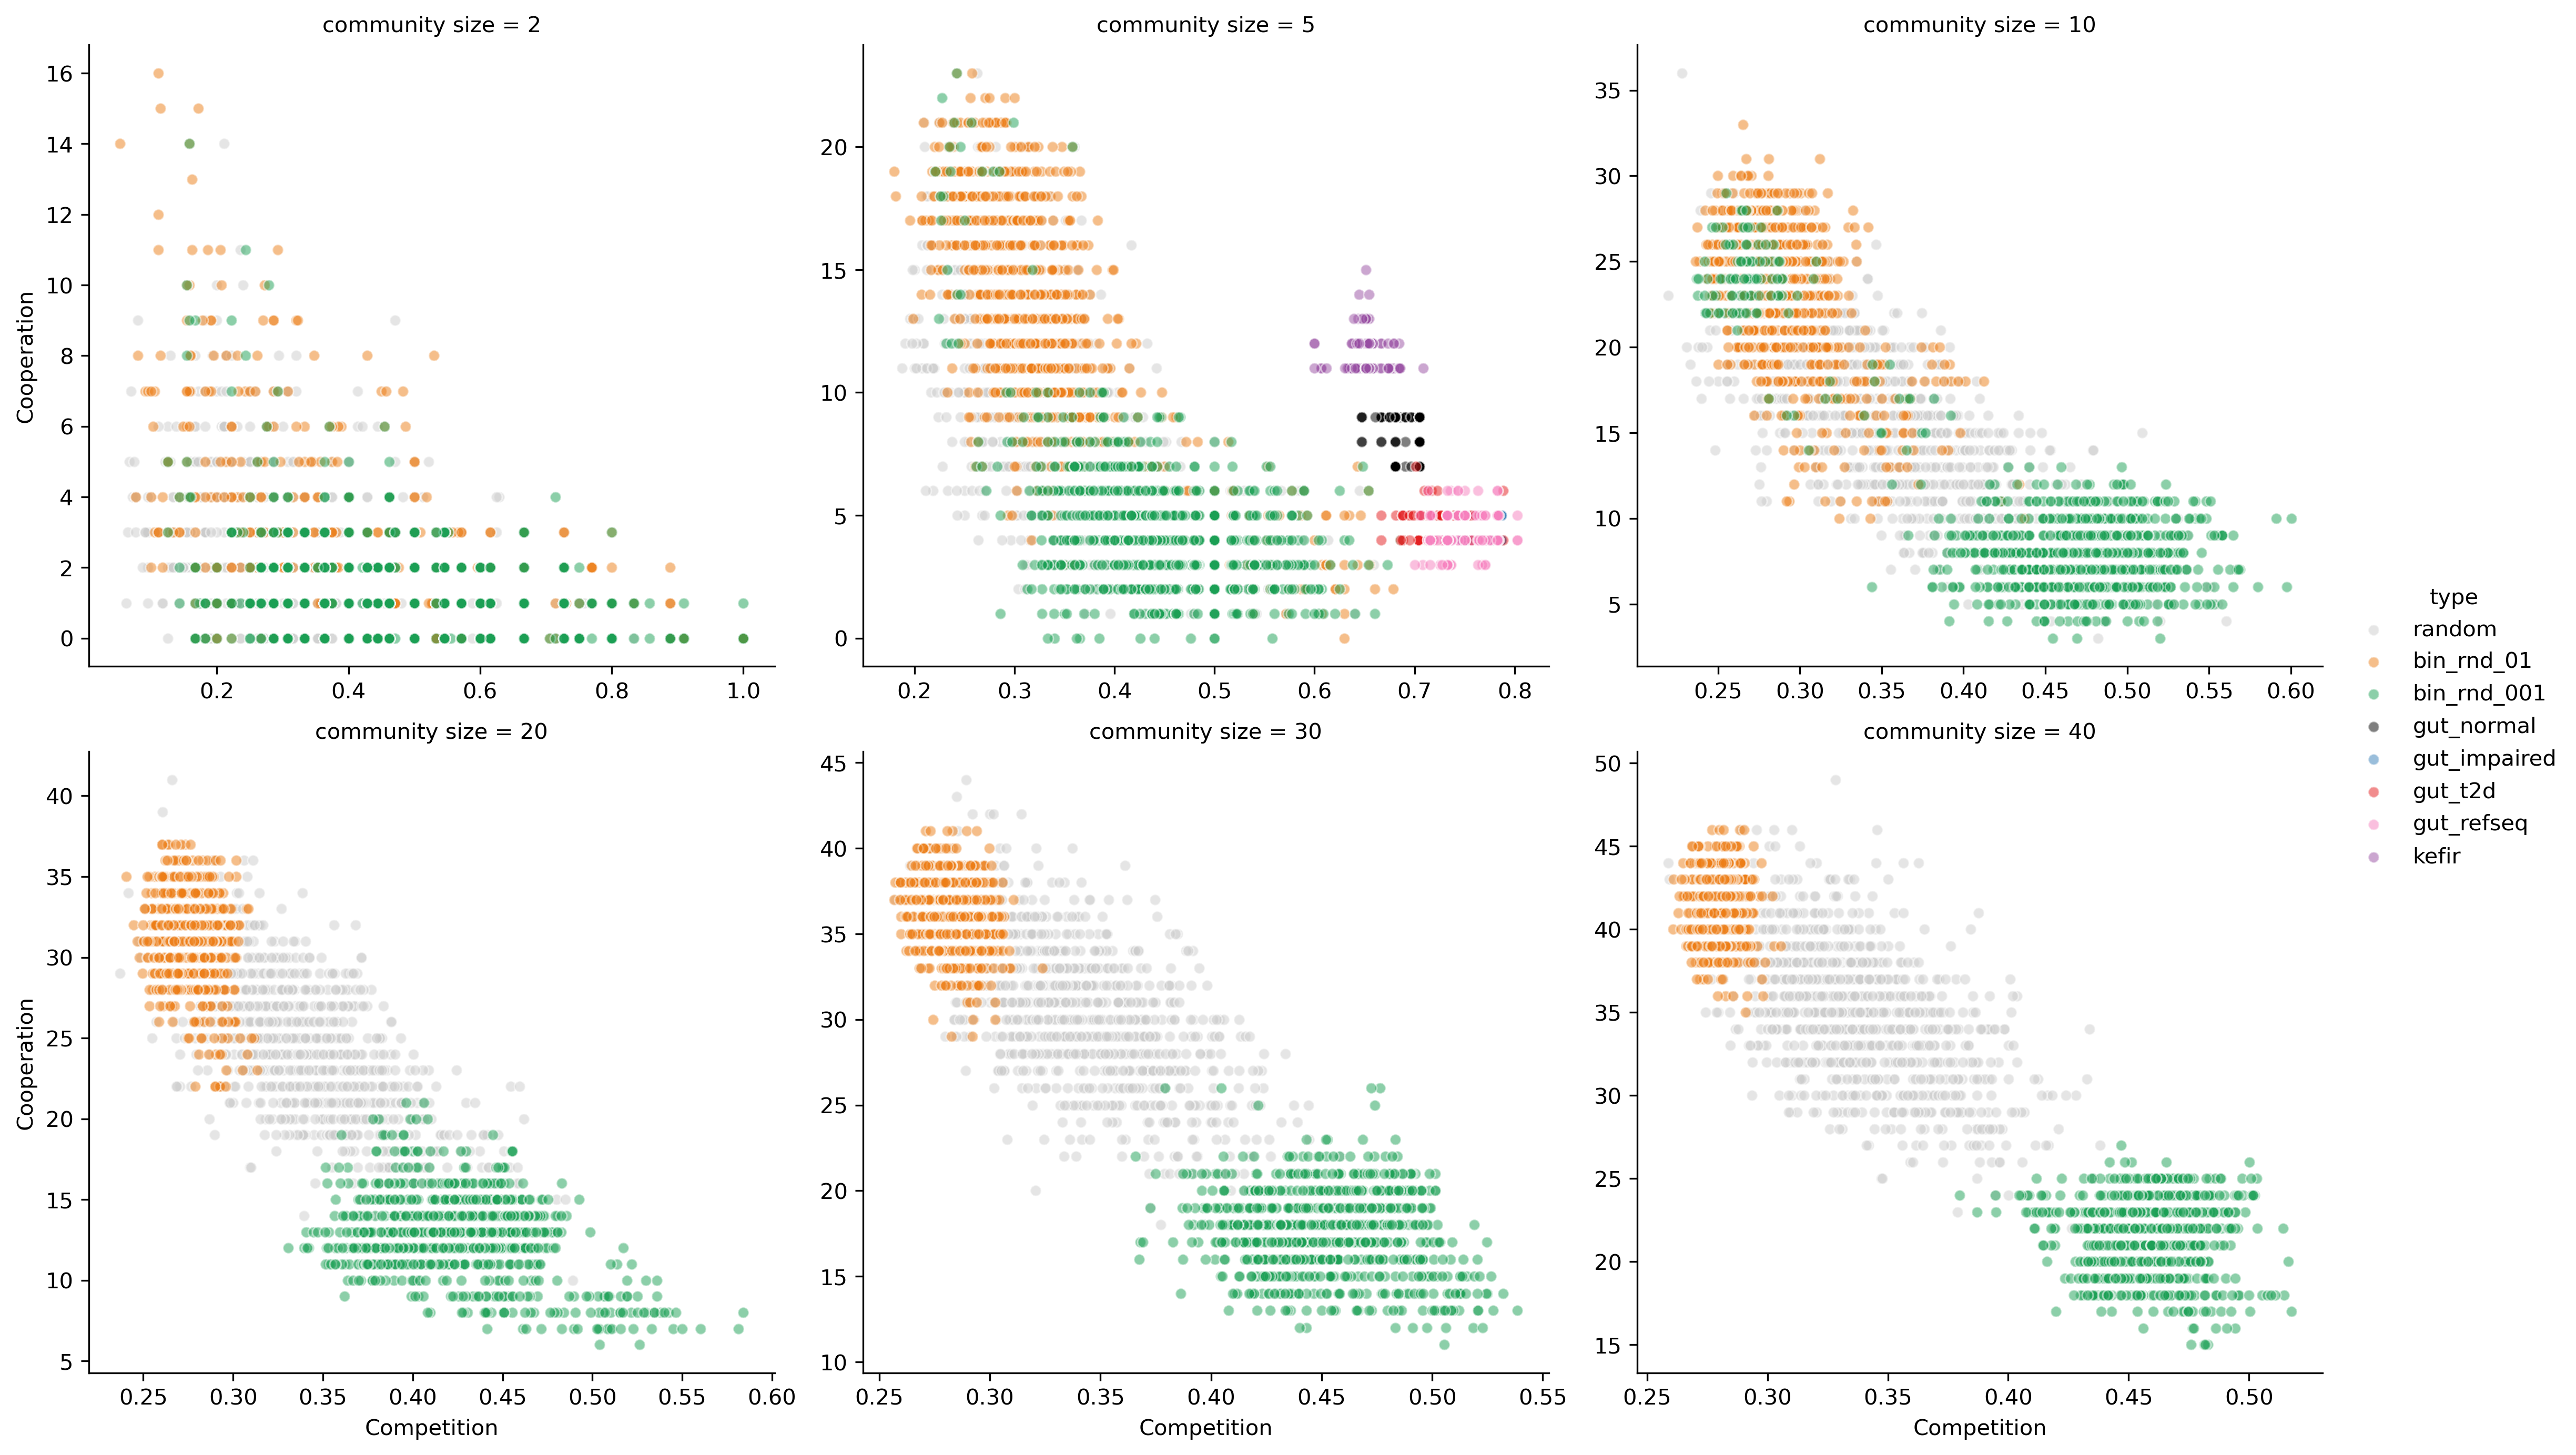 community size = 2
community size = 5
community size = 10
Cooperation
16
14
12
10
8
6
4
2
0
0.2 0.4 0.6 0.8 1.0
20
15
10
5
0
0.2 0.3 0.4 0.5 0.6 0.7 0.8
35
30
25
20
15
10
5
0.25 0.30 0.35 0.40 0.45 0.50 0.55 0.60
community size = 20
community size = 30
community size = 40
Cooperation
40
35
30
25
20
15
10
5
0.25 0.30 0.35 0.40 0.45 0.50 0.55 0.60
Competition
45
40
35
30
25
20
15
10
0.25 0.30 0.35 0.40 0.45 0.50 0.55
Competition
50
45
40
35
30
25
20
15
0.25 0.30 0.35 0.40 0.45 0.50
Competition
type
random
bin_rnd_01
bin_rnd_001
gut_normal
gut_impaired
gut_t2d
gut_refseq
kefir